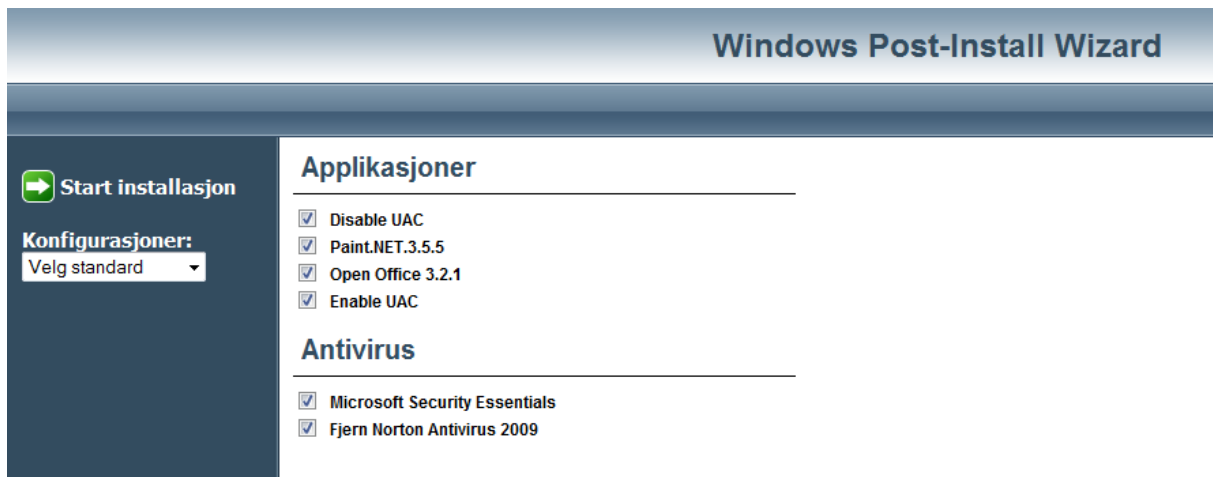 Windows Post-Install Wizard
Start installasjon
Konfigurasjoner:
Velg standard
Applikasjoner
Disable UAC
Paint.NET.3.5.5
Open Office 3.2.1
Enable UAC
Antivirus
Microsoft Security Essentials
Fjern Norton Antivirus 2009